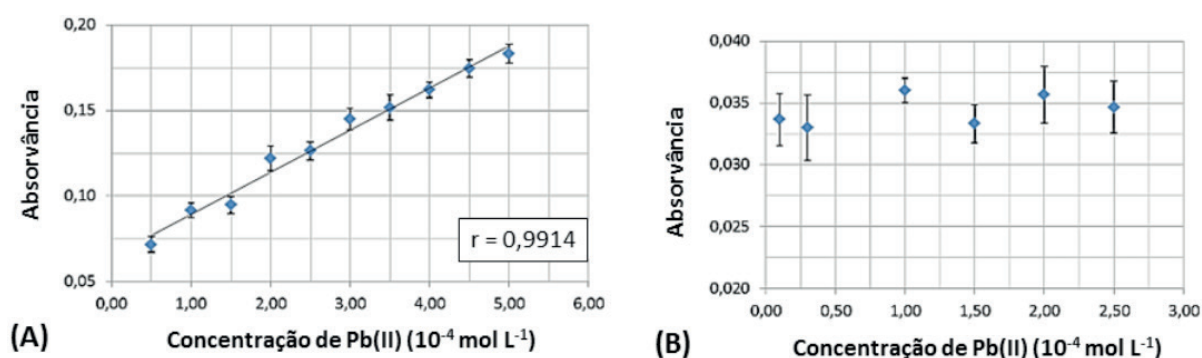 0,20
0,15
0,10
0,05
Absorvância
r = 0,9914
0,00 1,00 2,00 3,00 4,00 5,00 6,00
Concentração de Pb(II) (10⁻⁴ mol L⁻¹)
(A)
0,040
0,035
0,030
0,025
0,020
Absorvância
0,00 0,50 1,00 1,50 2,00 2,50 3,00
Concentração de Pb(II) (10⁻⁴ mol L⁻¹)
(B)